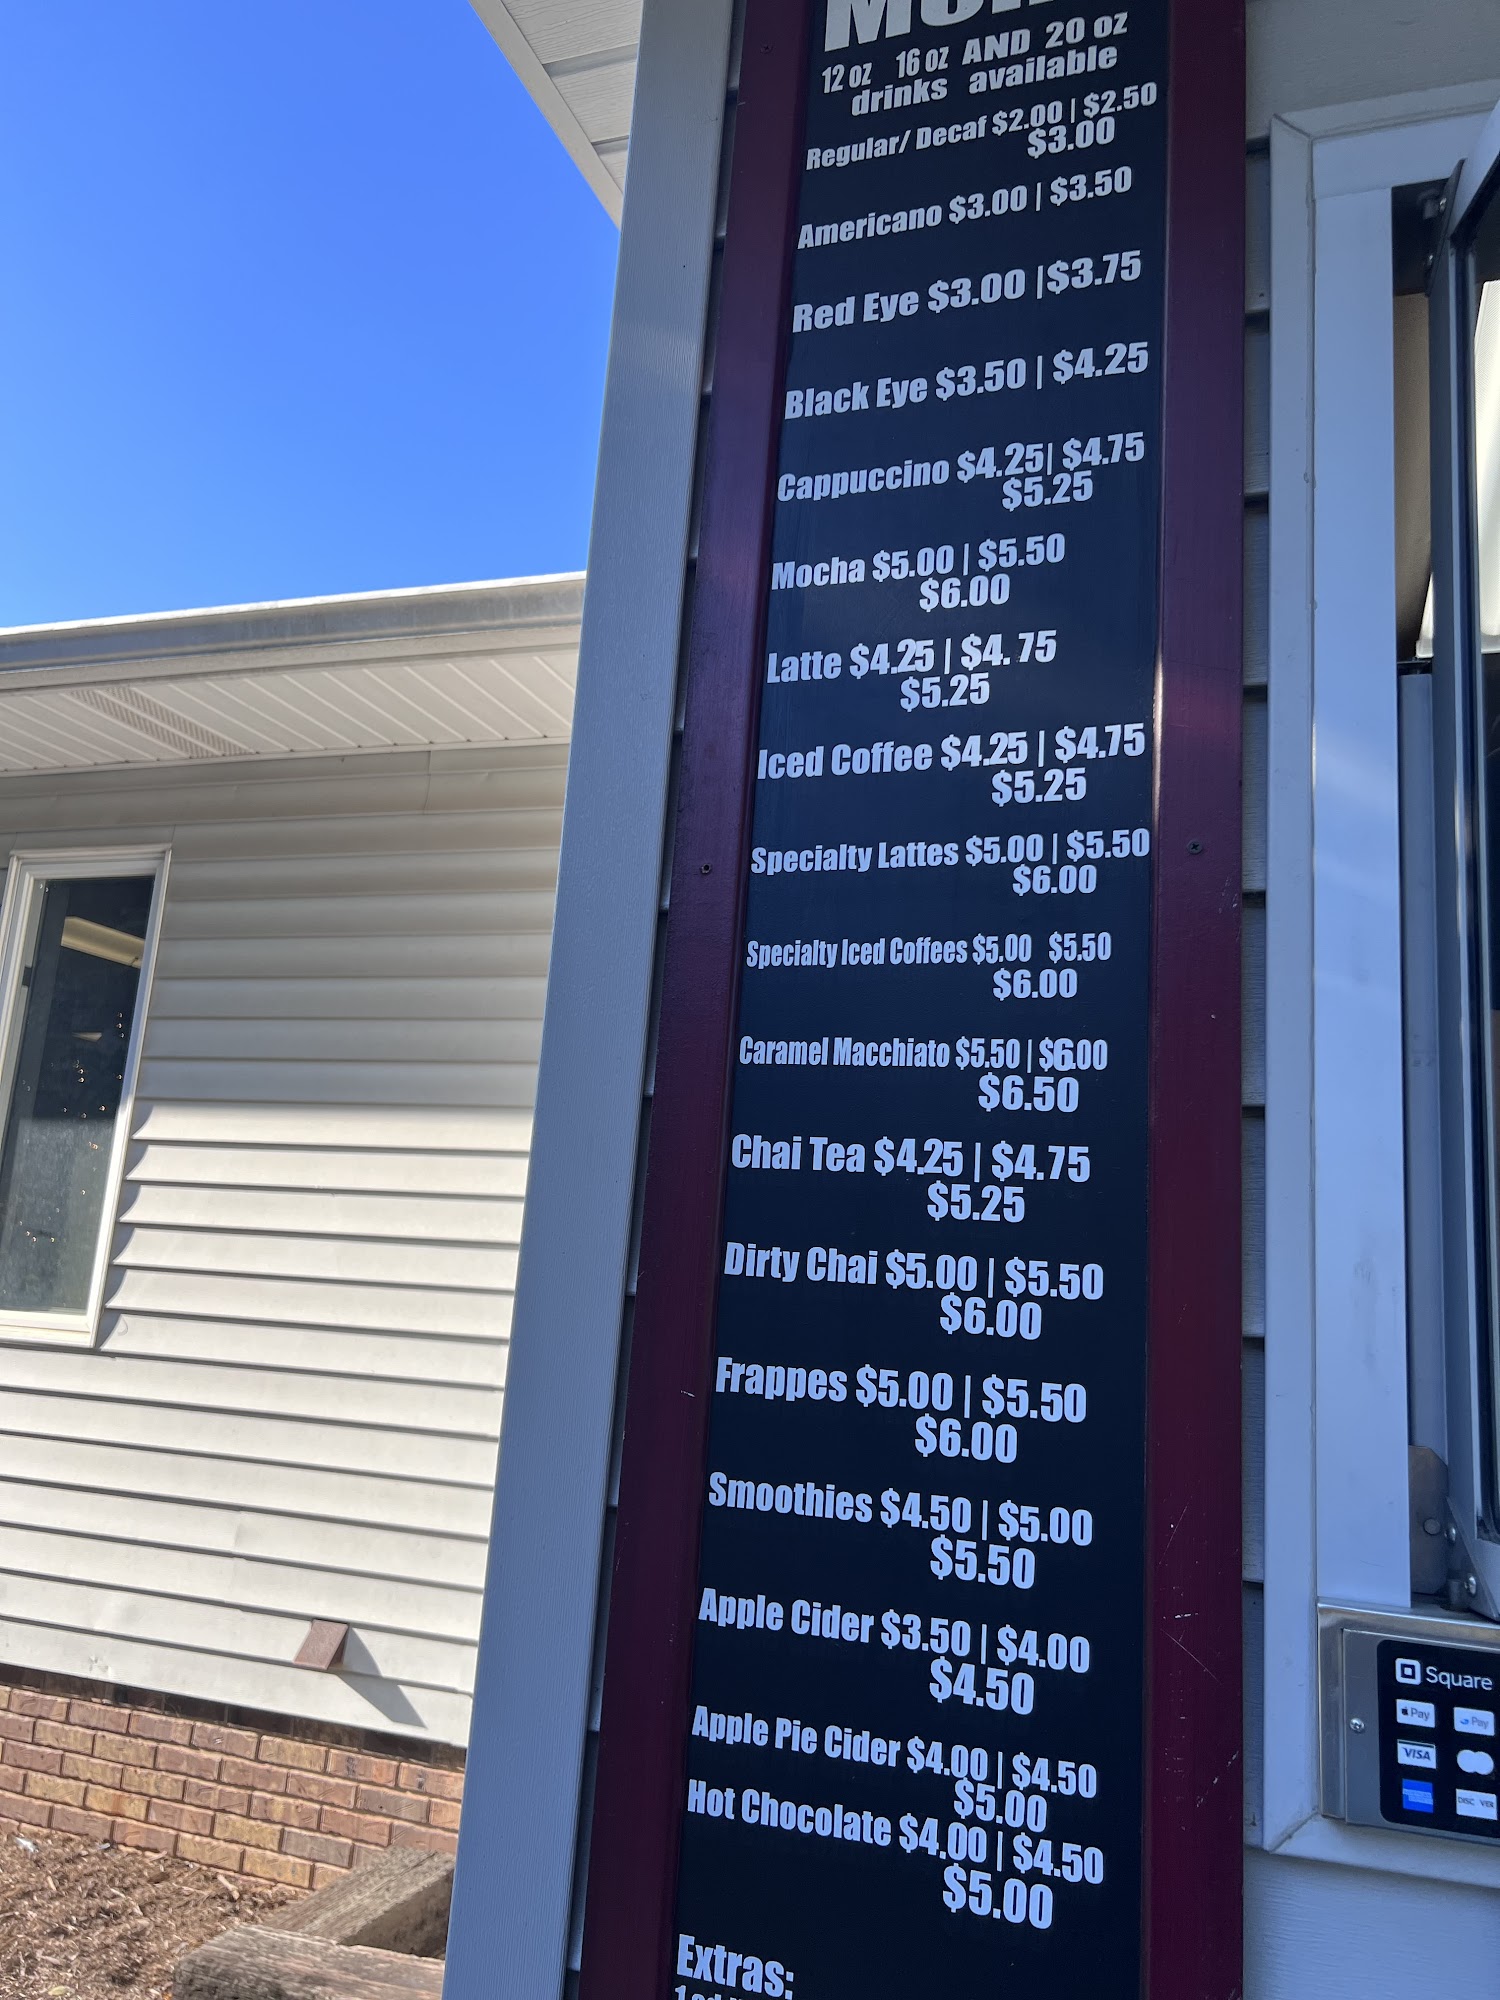 12 oz 16 oz AND 20 oz
drinks available
Regular/ Decaf $2.00 | $2.50
$3.00
Americano $3.00 | $3.50
Red Eye $3.00 |$3.75
Black Eye $3.50 | $4.25
Cappuccino $4.25| $4.75
$5.25
Mocha $5.00 | $5.50
$6.00
Latte $4.25 | $4.75
$5.25
Iced Coffee $4.25 | $4.75
$5.25
Specialty Lattes $5.00 | $5.50
$6.00
Specialty Iced Coffees $5.00 $5.50
$6.00
Caramel Macchiato $5.50 | $6.00
$6.50
Chai Tea $4.25 | $4.75
$5.25
Dirty Chai $5.00 | $5.50
$6.00
Frappes $5.00 | $5.50
$6.00
Smoothies $4.50 | $5.00
$5.50
Apple Cider $3.50 | $4.00
$4.50
Apple Pie Cider $4.00 | $4.50
$5.00
Hot Chocolate $4.00 | $4.50
$5.00
Extras:
Square
Pay Pay
VISA
DISCOVER